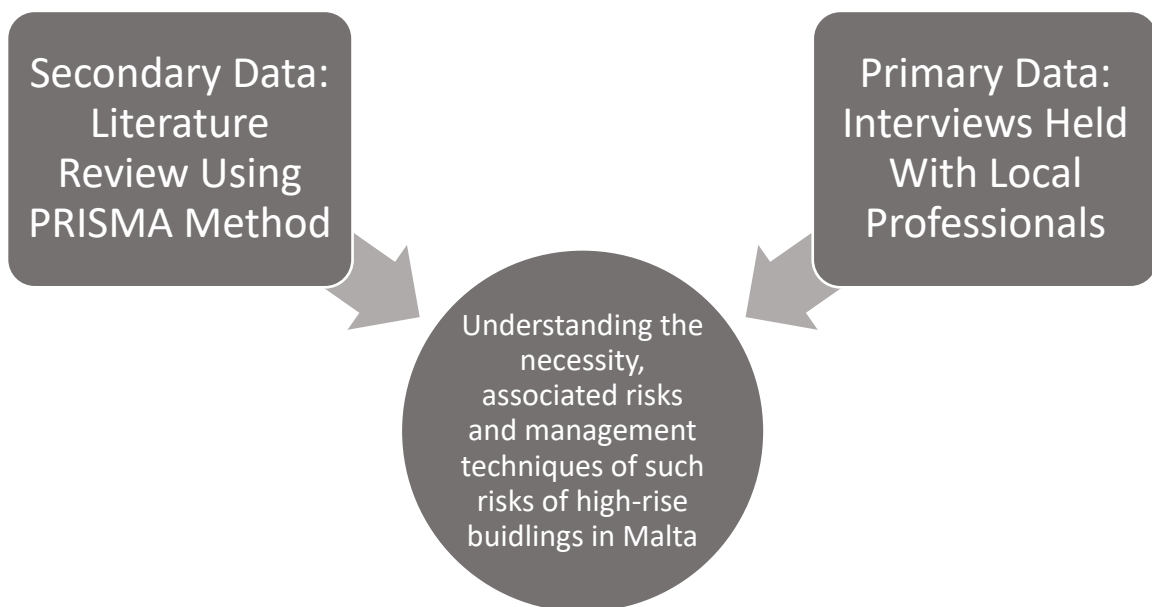 Secondary Data:
Literature
Review Using
PRISMA Method
Primary Data:
Interviews Held
With Local
Professionals
Understanding the
necessity,
associated risks
and management
techniques of such
risks of high-rise
buidlings in Malta